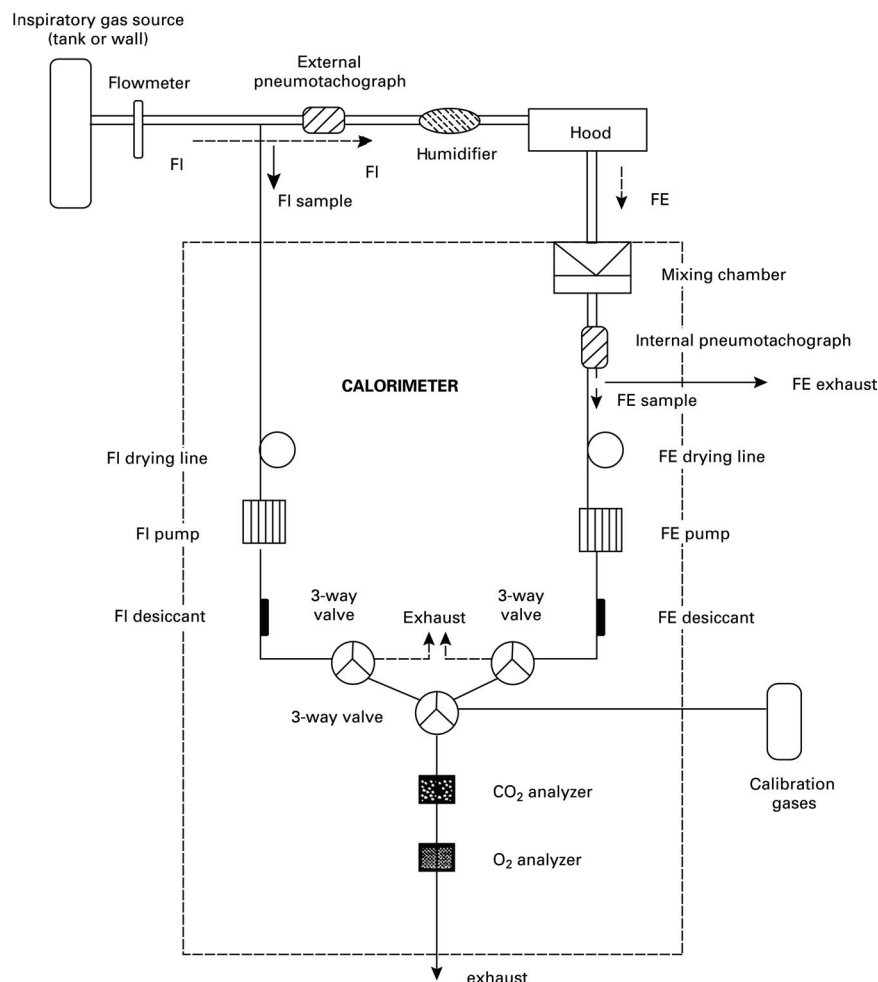 Inspiratory gas source
(tank or wall)
Flowmeter
External
pneumotachograph
Hood
Humidifier
FI
FI
FI sample
FE
Mixing chamber
Internal pneumotachograph
CALORIMETER
FE exhaust
FE sample
FI drying line
FE drying line
FI pump
FE pump
3-way
valve
Exhaust
3-way
valve
FI desiccant
FE desiccant
3-way valve
Calibration
gases
CO₂ analyzer
O₂ analyzer
exhaust